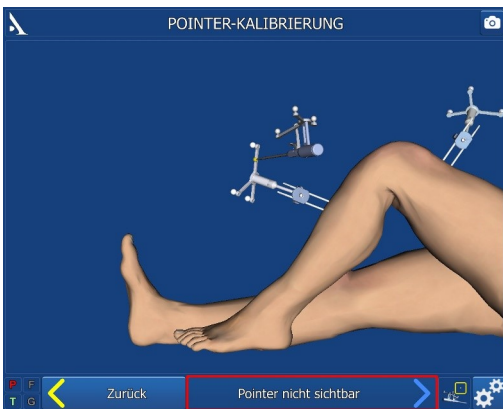 POINTER-KALIBRIERUNG
P F
T G
Zurück
Pointer nicht sichtbar